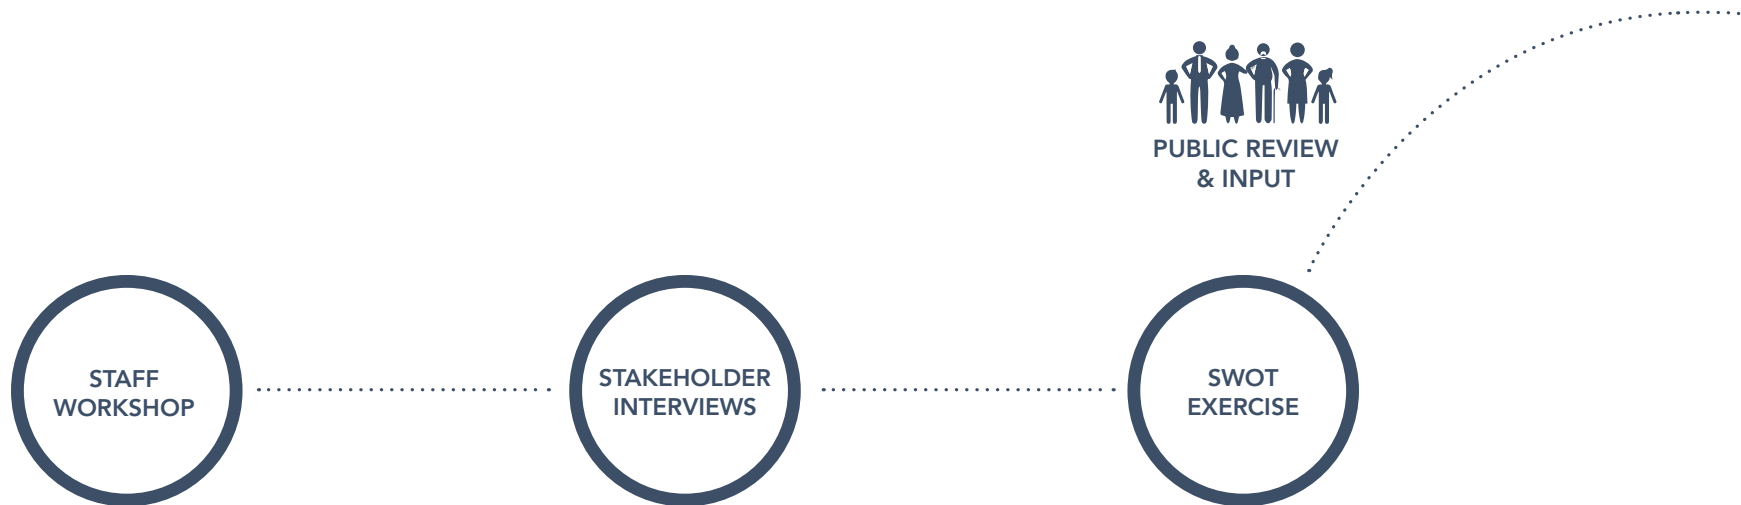 PUBLIC REVIEW
& INPUT
STAFF
WORKSHOP
STAKEHOLDER
INTERVIEWS
SWOT
EXERCISE